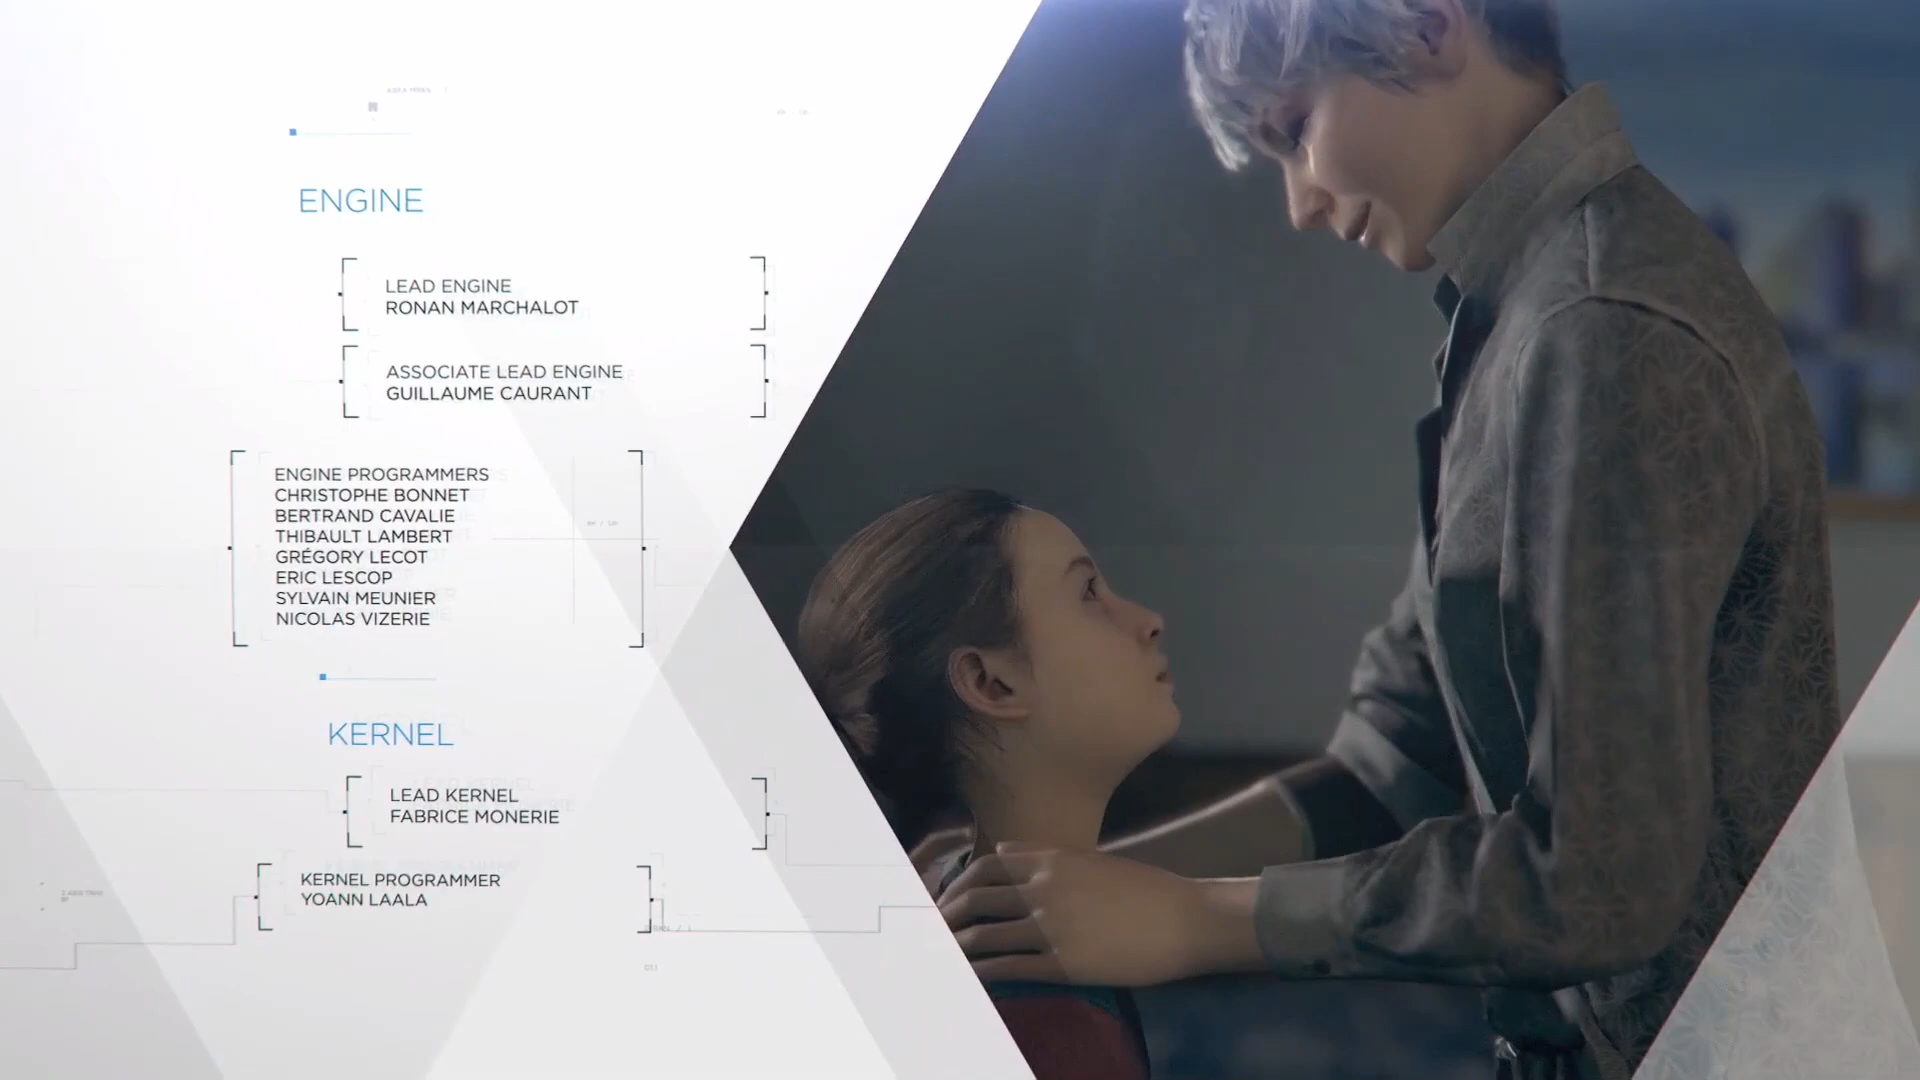 ENGINE
LEAD ENGINE
RONAN MARCHALOT
ASSOCIATE LEAD ENGINE
GUILLAUME CAURANT
ENGINE PROGRAMMERS
CHRISTOPHE BONNET
BERTRAND CAVALIE
THIBAULT LAMBERT
GRÉGORY LECOT
ERIC LESCOP
SYLVAIN MEUNIER
NICOLAS VIZERIE
KERNEL
LEAD KERNEL
FABRICE MONERIE
KERNEL PROGRAMMER
YOANN LAALA